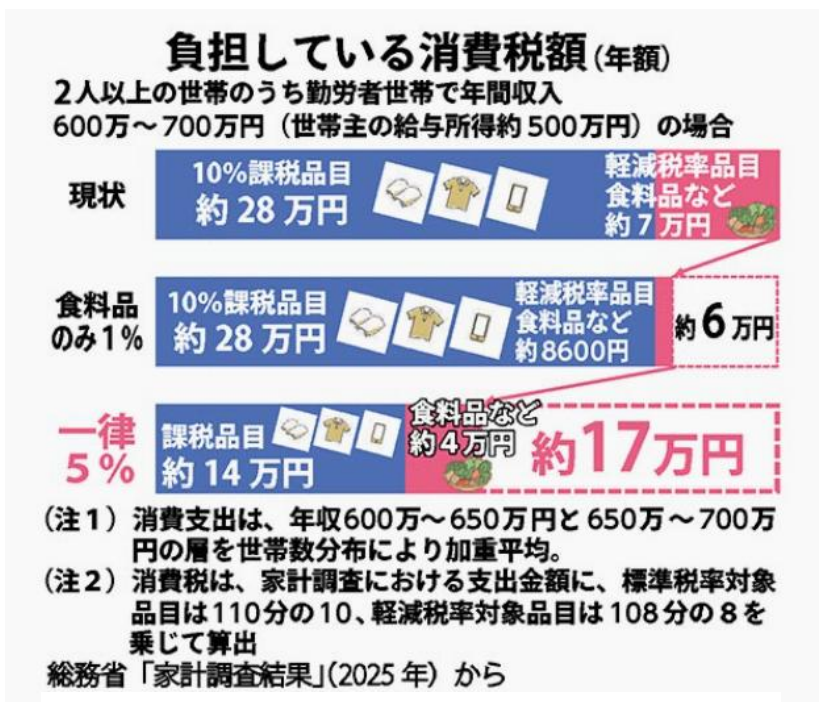 負担している消費税額(年額)
2人以上の世帯のうち勤労者世帯で年間収入
600万～700万円（世帯主の給与所得約500万円）の場合
現状
10%課税品目
約28万円
軽減税率品目
食料品など
約7万円
食料品
のみ1%
10%課税品目
約28万円
軽減税率品目
食料品など
約8600円
約6万円
一律
5%
課税品目
約14万円
食料品など
約4万円
約17万円
(注1）消費支出は、年収600万～650万円と650万～700万
円の層を世帯数分布により加重平均。
(注2）消費税は、家計調査における支出金額に、標準税率対象
品目は110分の10、軽減税率対象品目は108分の8を
乗じて算出
総務省「家計調査結果」(2025年）から